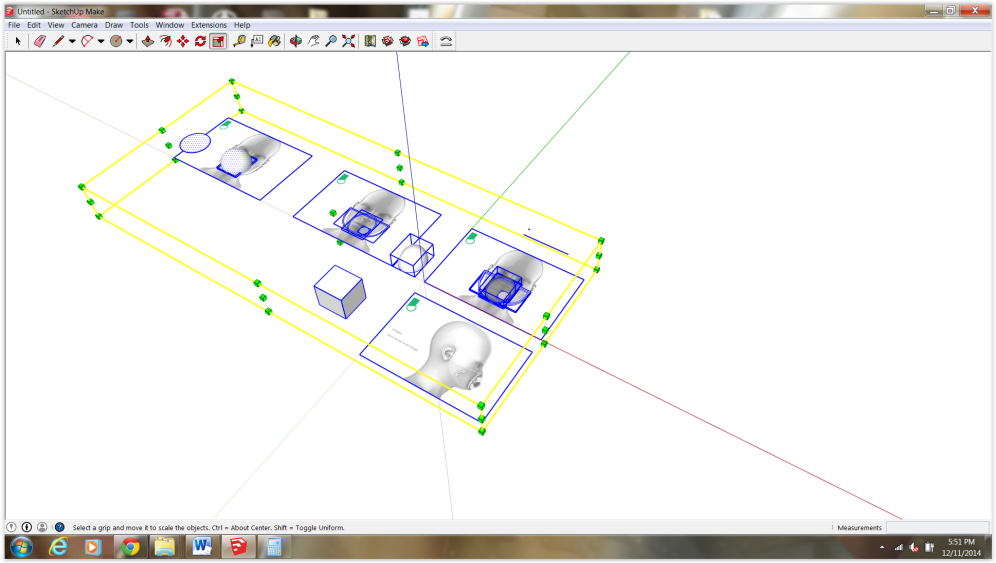 Untitled - SketchUp Make
File Edit View Camera Draw Tools Window Extensions Help
A1
Select a grip and move it to scale the objects. Ctrl = About Center. Shift = Toggle Uniform.
Measurements
W
5:51 PM
12/11/2014